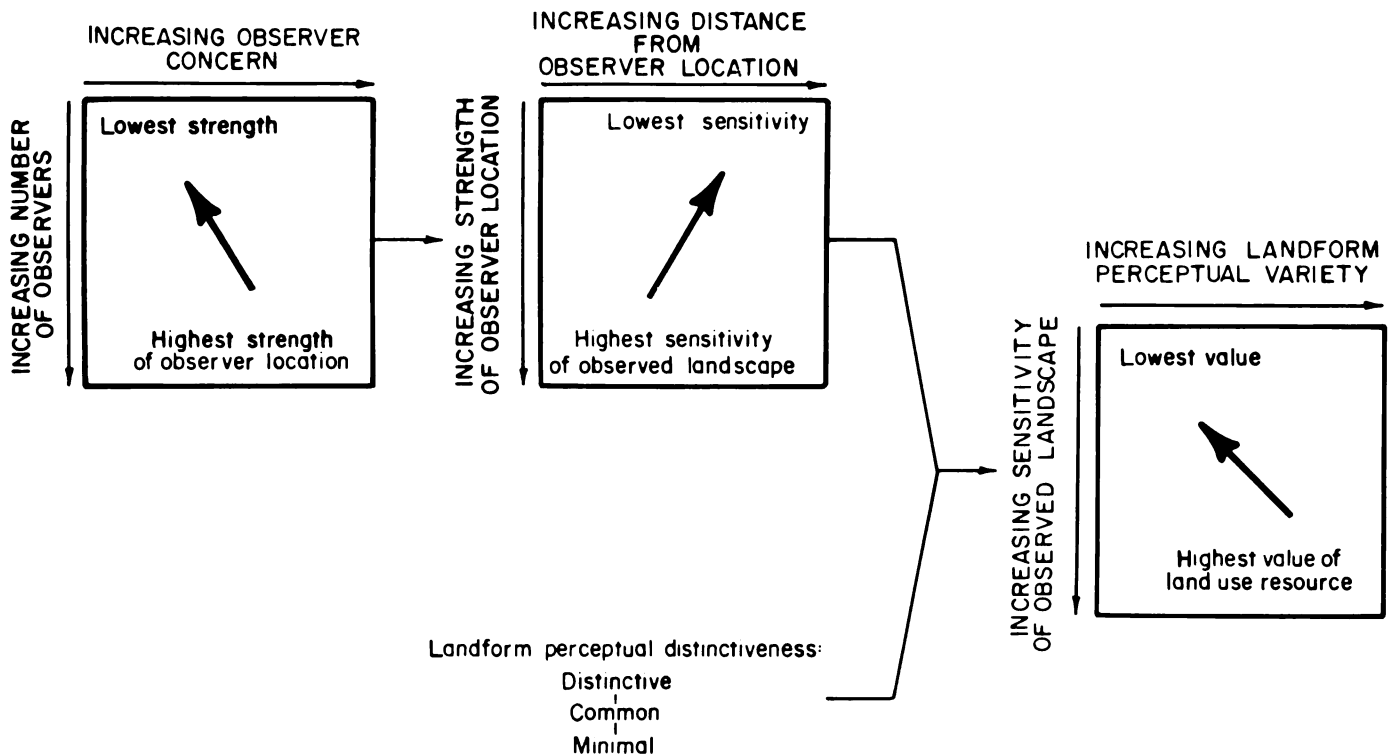 INCREASING OBSERVER
CONCERN
INCREASING NUMBER
OF OBSERVERS
Lowest strength
Highest strength
of observer location
INCREASING DISTANCE
FROM
OBSERVER LOCATION
INCREASING STRENGTH
OF OBSERVER LOCATION
Lowest sensitivity
Highest sensitivity
of observed landscape
INCREASING LANDFORM
PERCEPTUAL VARIETY
INCREASING SENSITIVITY
OF OBSERVED LANDSCAPE
Lowest value
Highest value of
land use resource
Landform perceptual distinctiveness:
Distinctive
Common
Minimal